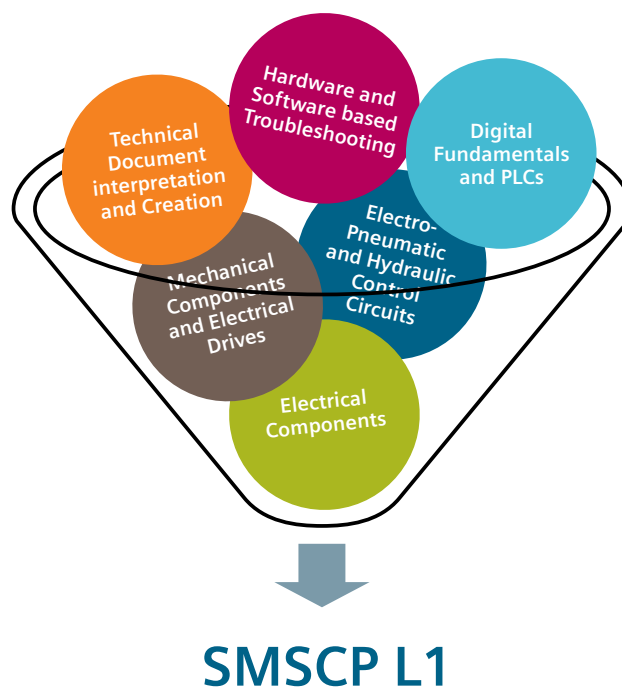 Hardware and
Software based
Troubleshooting
Technical
Document
interpretation
and Creation
Digital
Fundamentals
and PLCs
Electro-
Pneumatic
and Hydraulic
Control
Circuits
Mechanical
Components
and Electrical
Drives
Electrical
Components
SMSCP L1